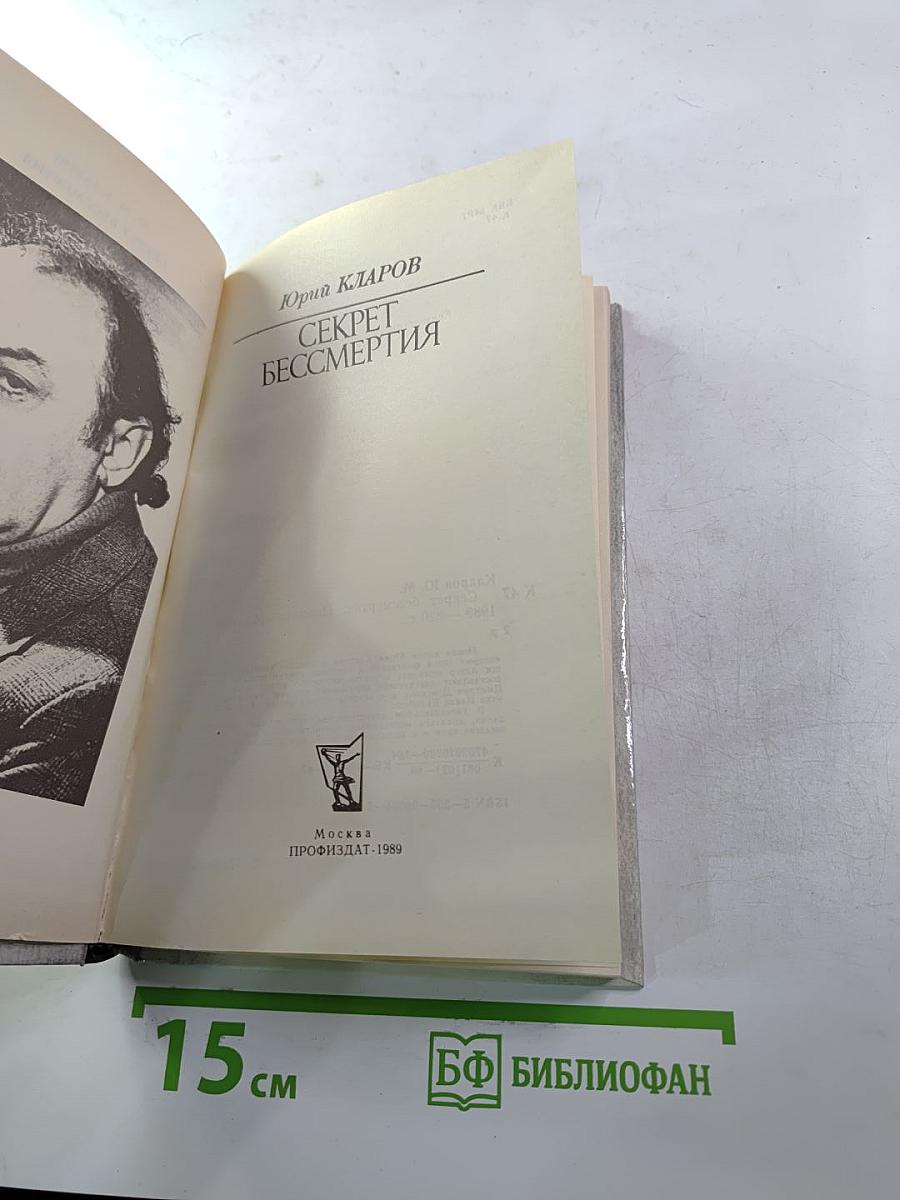 Юрий КЛАРОВ
СЕКРЕТ
БЕССМЕРТИЯ
Москва
ПРОФИЗДАТ·1989
15 см
БФ БИБЛИОФАН